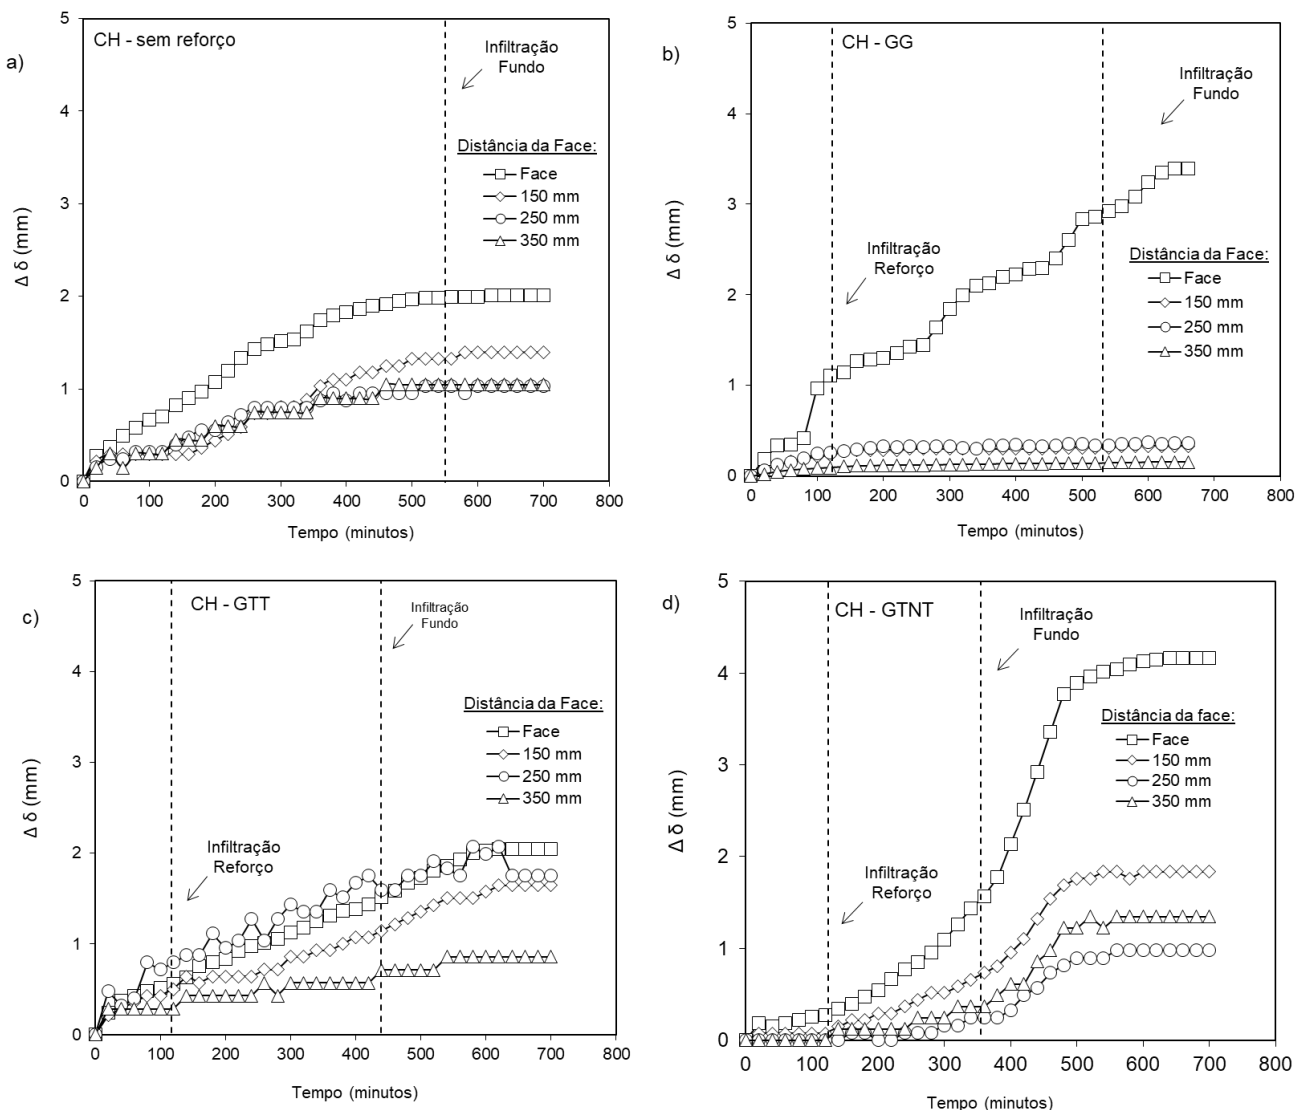 a)
CH - sem reforço
5
4
3
2
1
0
Δ δ (mm)
Infiltração
Fundo
Distância da Face:
Face
150 mm
250 mm
350 mm
0 100 200 300 400 500 600 700 800
Tempo (minutos)
b)
CH - GG
5
4
3
2
1
0
Δ δ (mm)
Infiltração
Fundo
Infiltração
Reforço
Distância da Face:
Face
150 mm
250 mm
350 mm
0 100 200 300 400 500 600 700 800
Tempo (minutos)
c)
CH - GTT
5
4
3
2
1
0
Δ δ (mm)
Infiltração
Fundo
Distância da Face:
Face
150 mm
250 mm
350 mm
Infiltração
Reforço
0 100 200 300 400 500 600 700 800
Tempo (minutos)
d)
CH - GTNT
5
4
3
2
1
0
Δ δ (mm)
Infiltração
Fundo
Distância da face:
Face
150 mm
250 mm
350 mm
Infiltração
Reforço
0 100 200 300 400 500 600 700 800
Tempo (minutos)